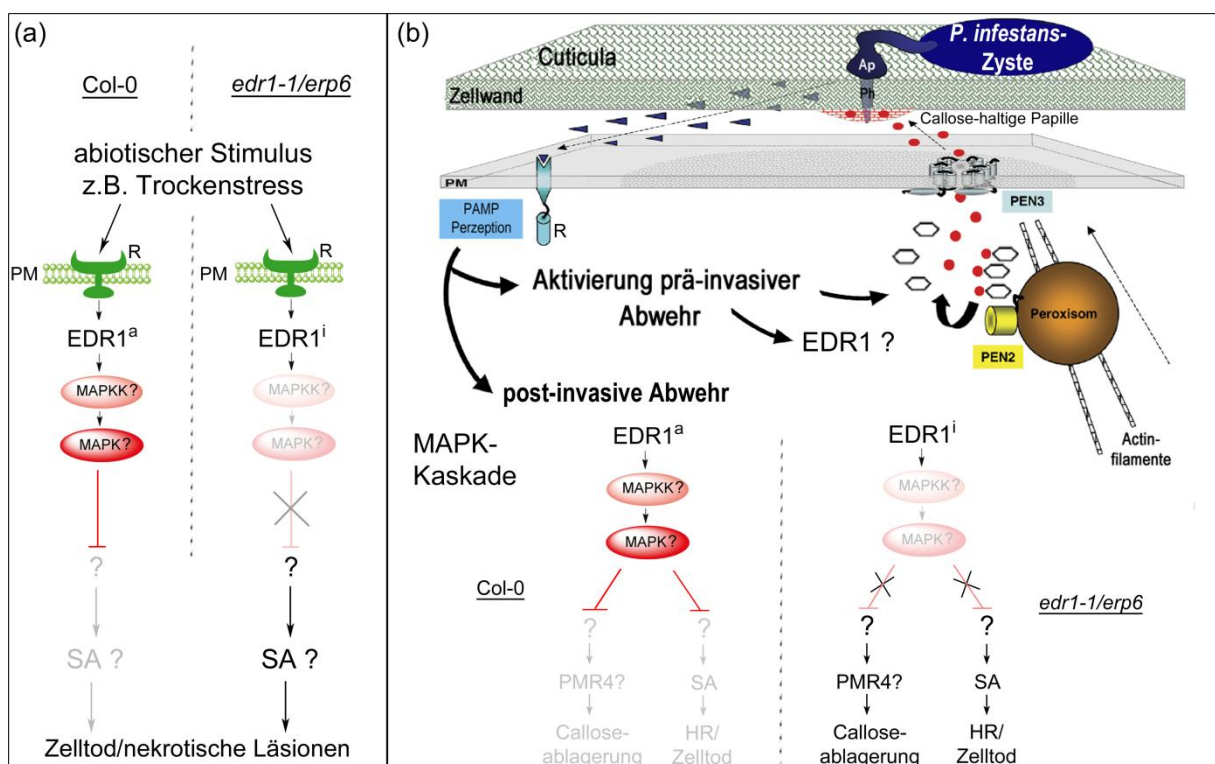 (a)
Col-0
edr1-1/erp6
abiotischer Stimulus
z.B. Trockenstress
R
R
PM
PM
EDR1ᵃ
EDR1ⁱ
MAPKK?
MAPKK?
MAPK?
MAPK?
?
?
SA ?
SA ?
Zelltod/nekrotische Läsionen
(b)
P. infestans-
Zyste
Cuticula
Ap
Zellwand
Ph
Callose-haltige Papille
PM
PAMP
Perzeption
R
PEN3
Aktivierung prä-invasiver
Abwehr
Peroxisom
EDR1 ?
PEN2
post-invasive Abwehr
Actin-
filamente
MAPK-
Kaskade
EDR1ᵃ
EDR1ⁱ
MAPKK?
MAPKK?
MAPK?
MAPK?
Col-0
edr1-1/erp6
?
?
?
?
PMR4?
SA
PMR4?
SA
Callose-
ablagerung
HR/
Zelltod
Callose-
ablagerung
HR/
Zelltod